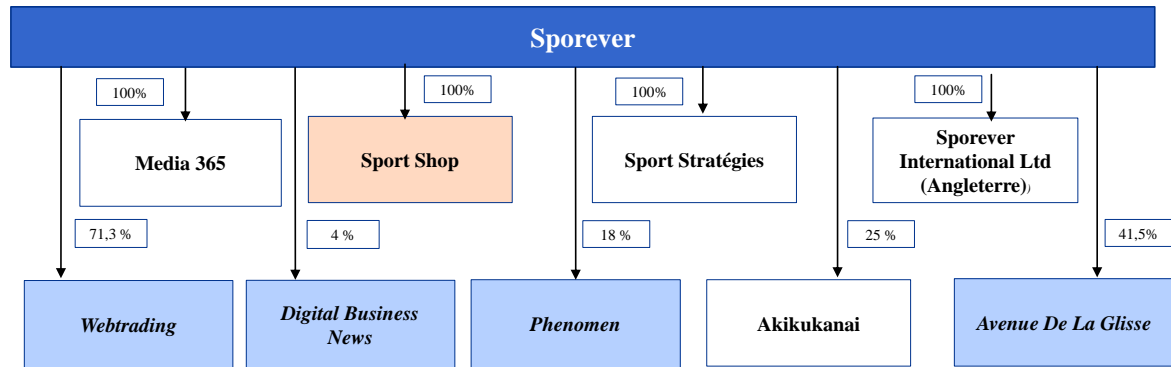 Sporever
100%
100%
100%
100%
Media 365
Sport Shop
Sport Stratégies
Sporever
International Ltd
(Angleterre))
71,3 %
4 %
18 %
25 %
41,5%
Webtrading
Digital Business
News
Phenomen
Akikukanai
Avenue De La Glisse